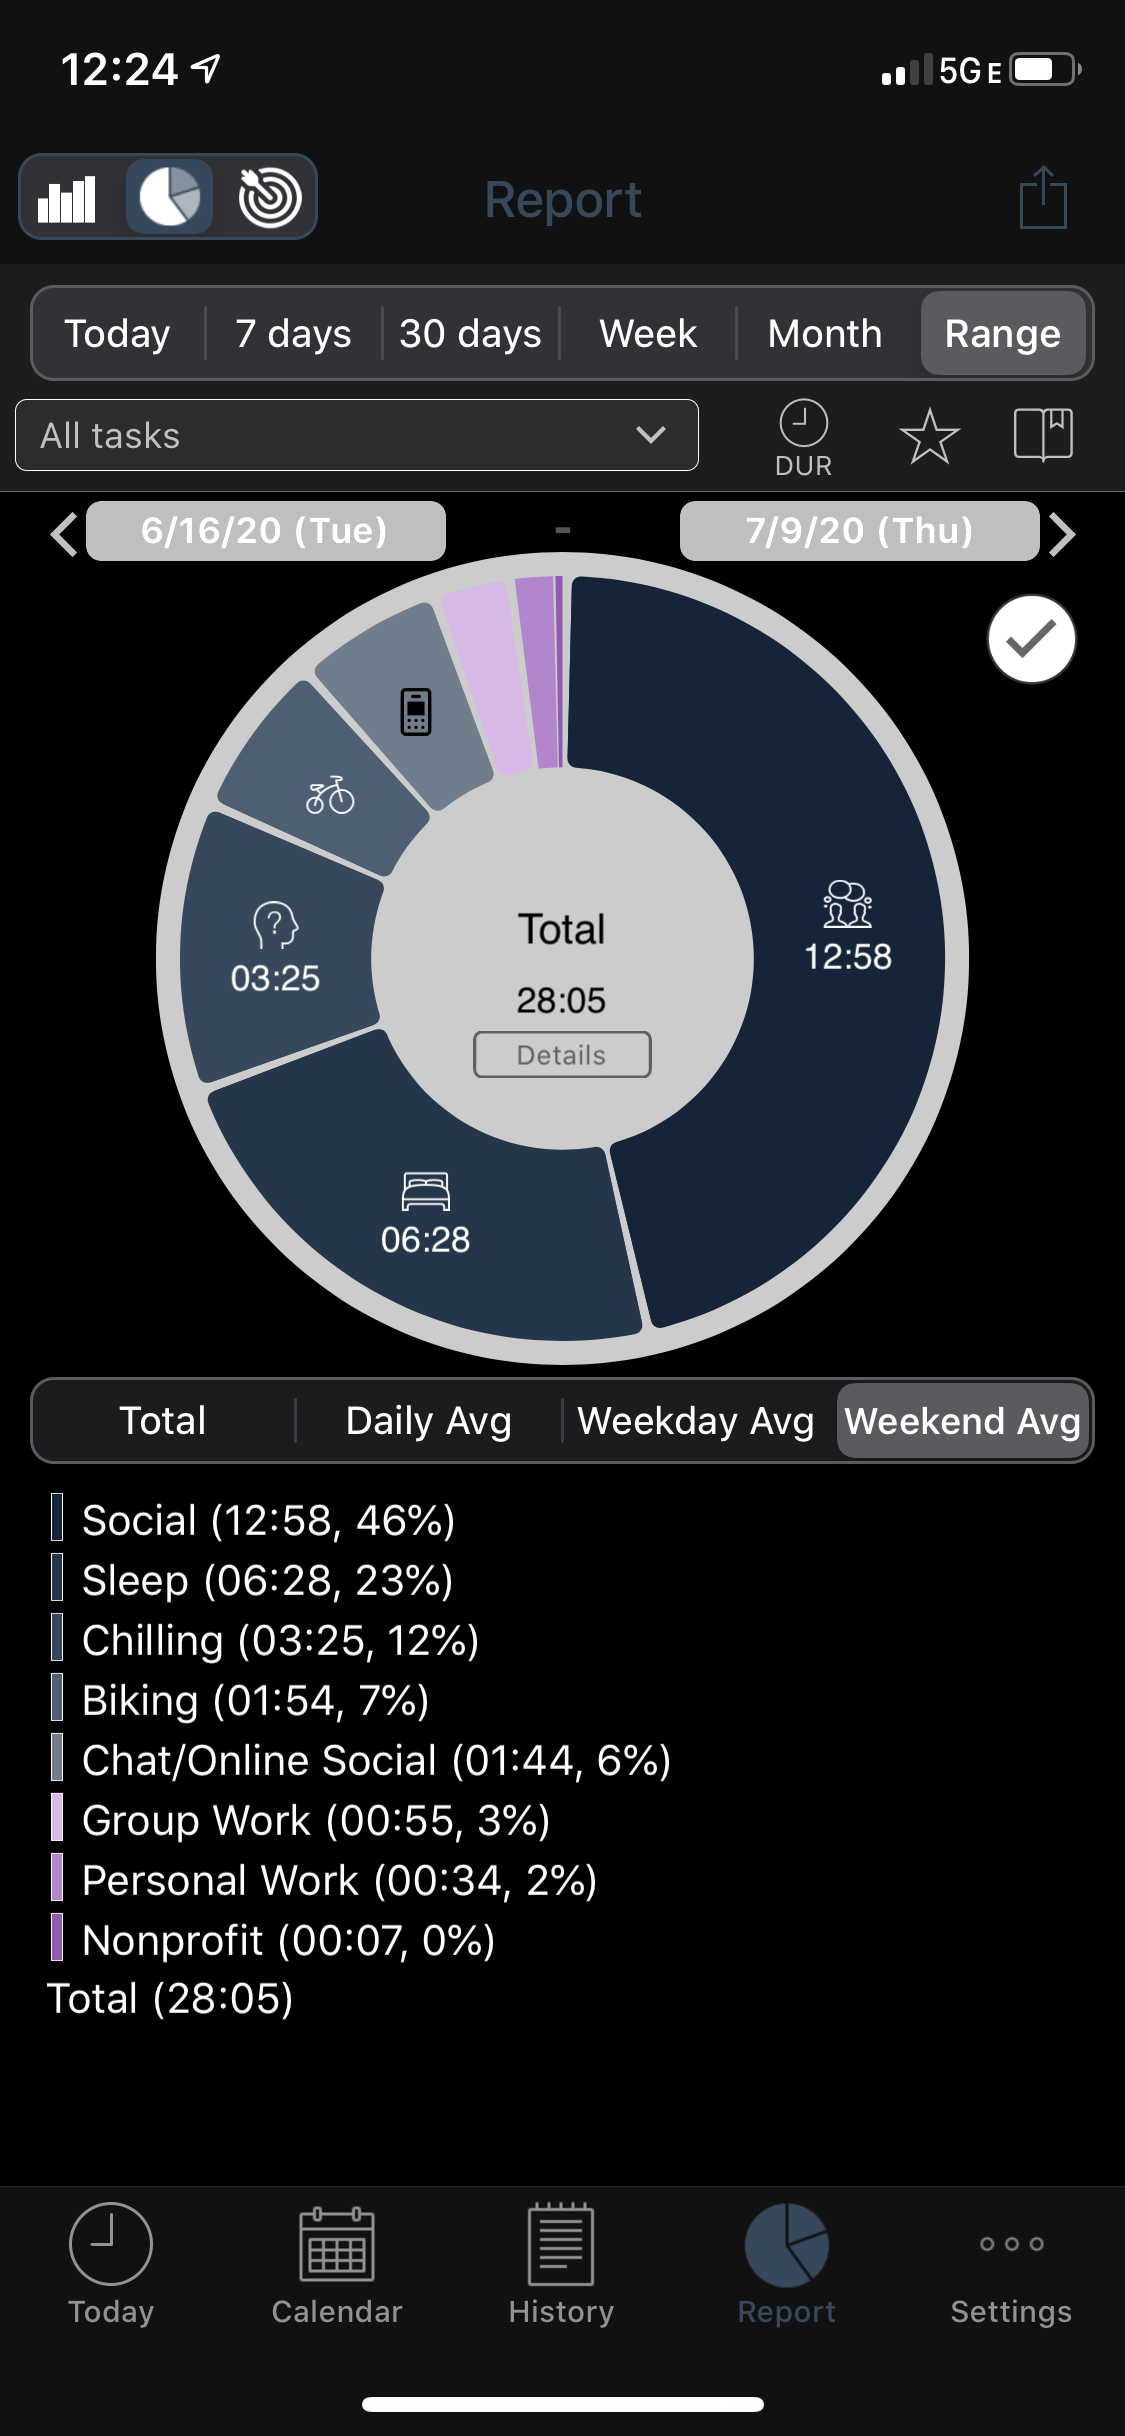 12:24 5G E
Report
Today 7 days 30 days Week Month Range
All tasks
DUR
6/16/20 (Tue) - 7/9/20 (Thu)
?
12:58
03:25
Total
28:05
Details
06:28
Total Daily Avg Weekday Avg Weekend Avg
Social (12:58, 46%)
Sleep (06:28, 23%)
Chilling (03:25, 12%)
Biking (01:54, 7%)
Chat/Online Social (01:44, 6%)
Group Work (00:55, 3%)
Personal Work (00:34, 2%)
Nonprofit (00:07, 0%)
Total (28:05)
Today Calendar History Report Settings